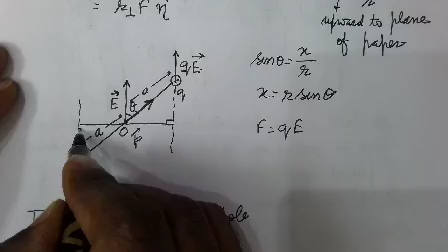 = r⊥ F n̂
upward to plane
of paper
qE⃗
a
E⃗
θ
q
a
O
p⃗
sinθ = x/r
x = r sinθ
F = qE